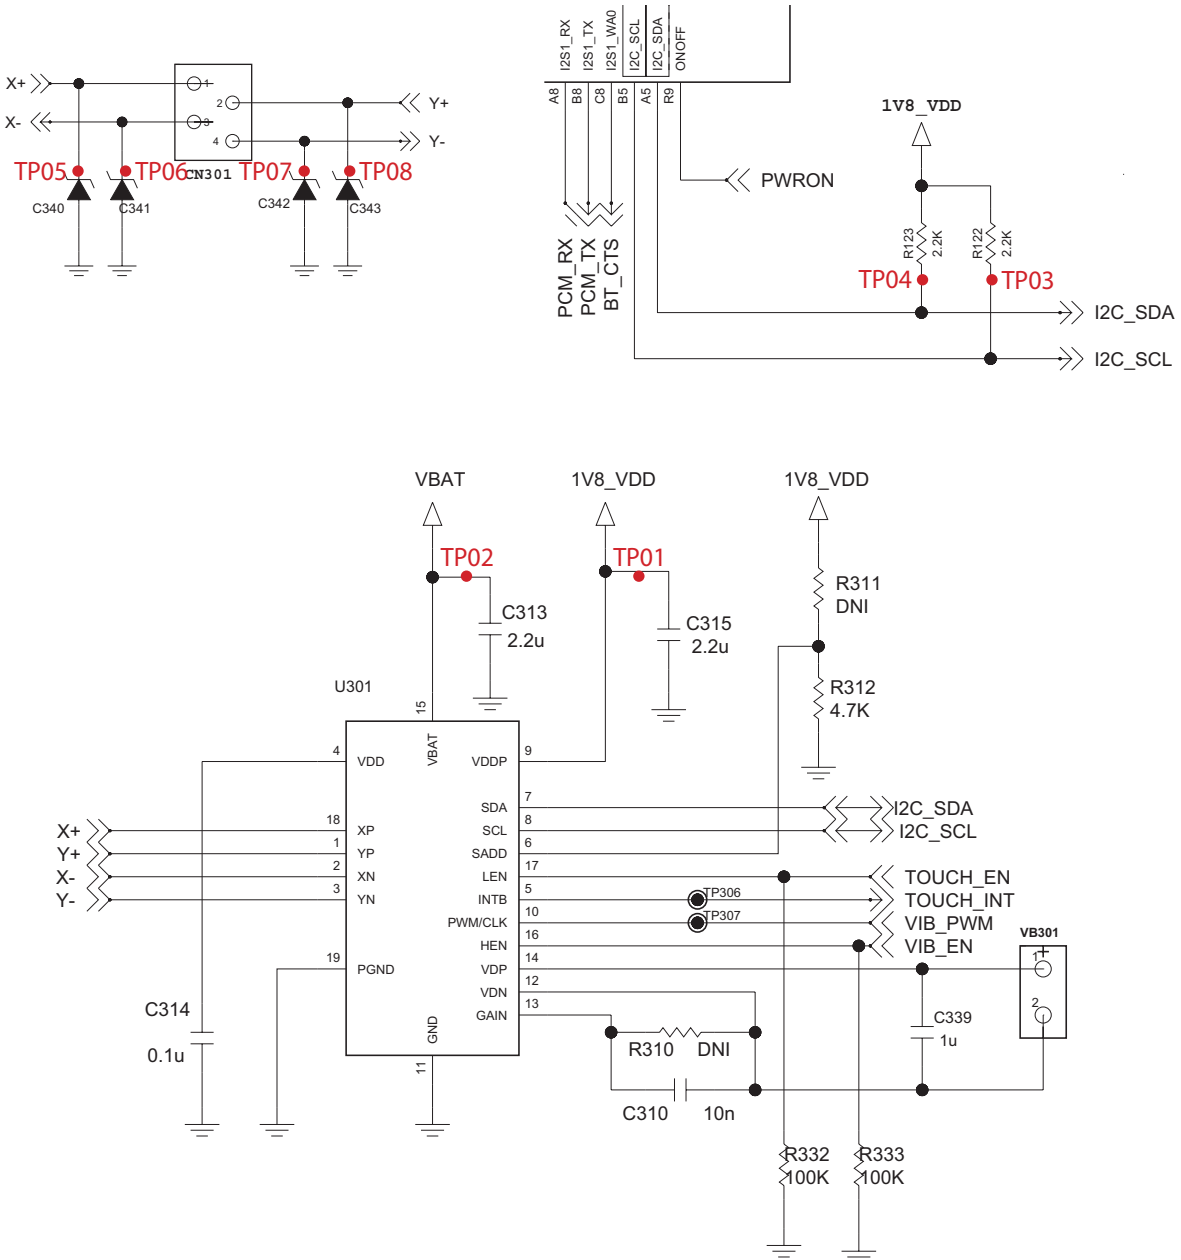 X+
X-
1
2
3
4
Y+
Y-
TP05
TP06
CN301
TP07
TP08
C340
C341
C342
C343
I2S1_RX
I2S1_TX
I2S1_WA0
I2C_SCL
I2C_SDA
ONOFF
A8
B8
C8
B5
A5
R9
PWRON
PCM_RX
PCM_TX
BT_CTS
1V8_VDD
R123
2.2K
R122
2.2K
TP04
TP03
I2C_SDA
I2C_SCL
VBAT
1V8_VDD
1V8_VDD
TP02
TP01
C313
2.2u
C315
2.2u
R311
DNI
R312
4.7K
U301
15
VBAT
4
VDD
VDDP
9
SDA
7
I2C_SDA
X+
18
XP
SCL
8
I2C_SCL
Y+
1
YP
SADD
6
X-
2
XN
LEN
17
TOUCH_EN
Y-
3
YN
INTB
5
TP306
TOUCH_INT
PWM/CLK
10
TP307
VIB_PWM
HEN
16
VIB_EN
VB301
19
PGND
VDP
14
+
1
VDN
12
2
GAIN
13
C314
0.1u
GND
11
R310
DNI
C339
1u
C310
10n
R332
100K
R333
100K